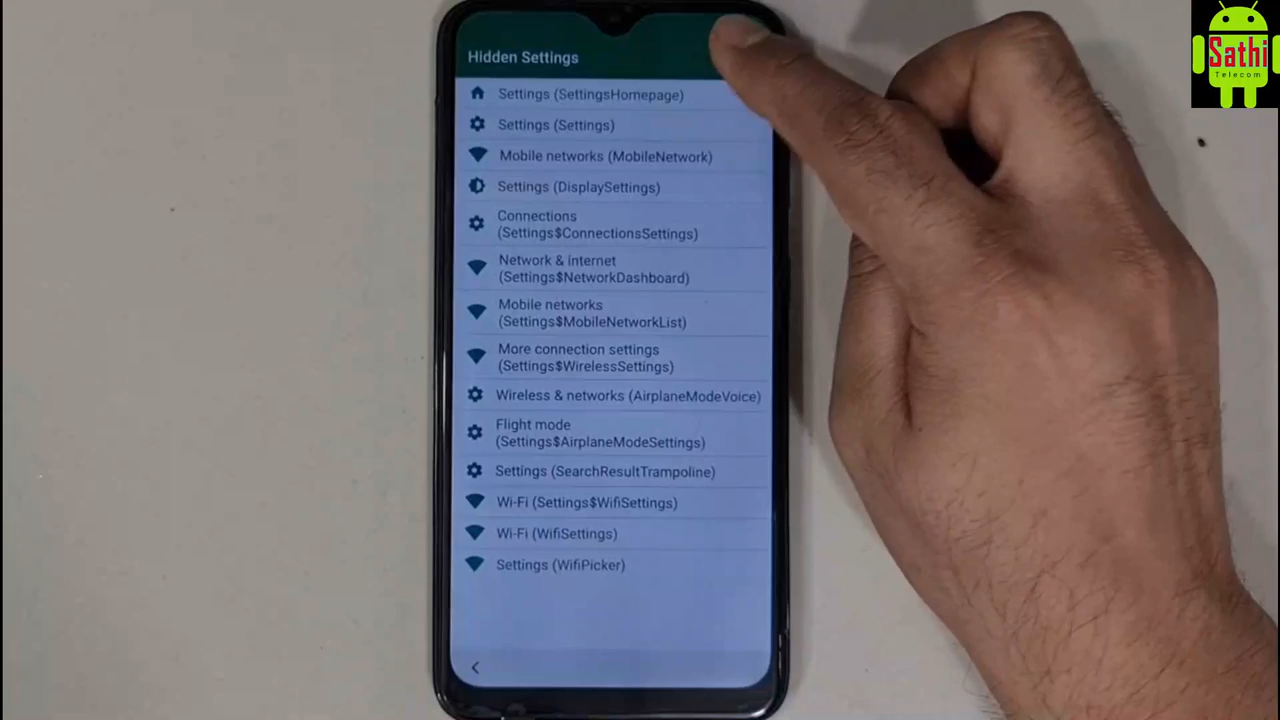 Hidden Settings
Settings (SettingsHomepage)
Settings (Settings)
Mobile networks (MobileNetwork)
Settings (DisplaySettings)
Connections
(Settings$ConnectionsSettings)
Network & internet
(Settings$NetworkDashboard)
Mobile networks
(Settings$MobileNetworkList)
More connection settings
(Settings$WirelessSettings)
Wireless & networks (AirplaneModeVoice)
Flight mode
(Settings$AirplaneModeSettings)
Settings (SearchResultTrampoline)
Wi-Fi (Settings$WifiSettings)
Wi-Fi (WifiSettings)
Settings (WifiPicker)
Sathi
Telecom